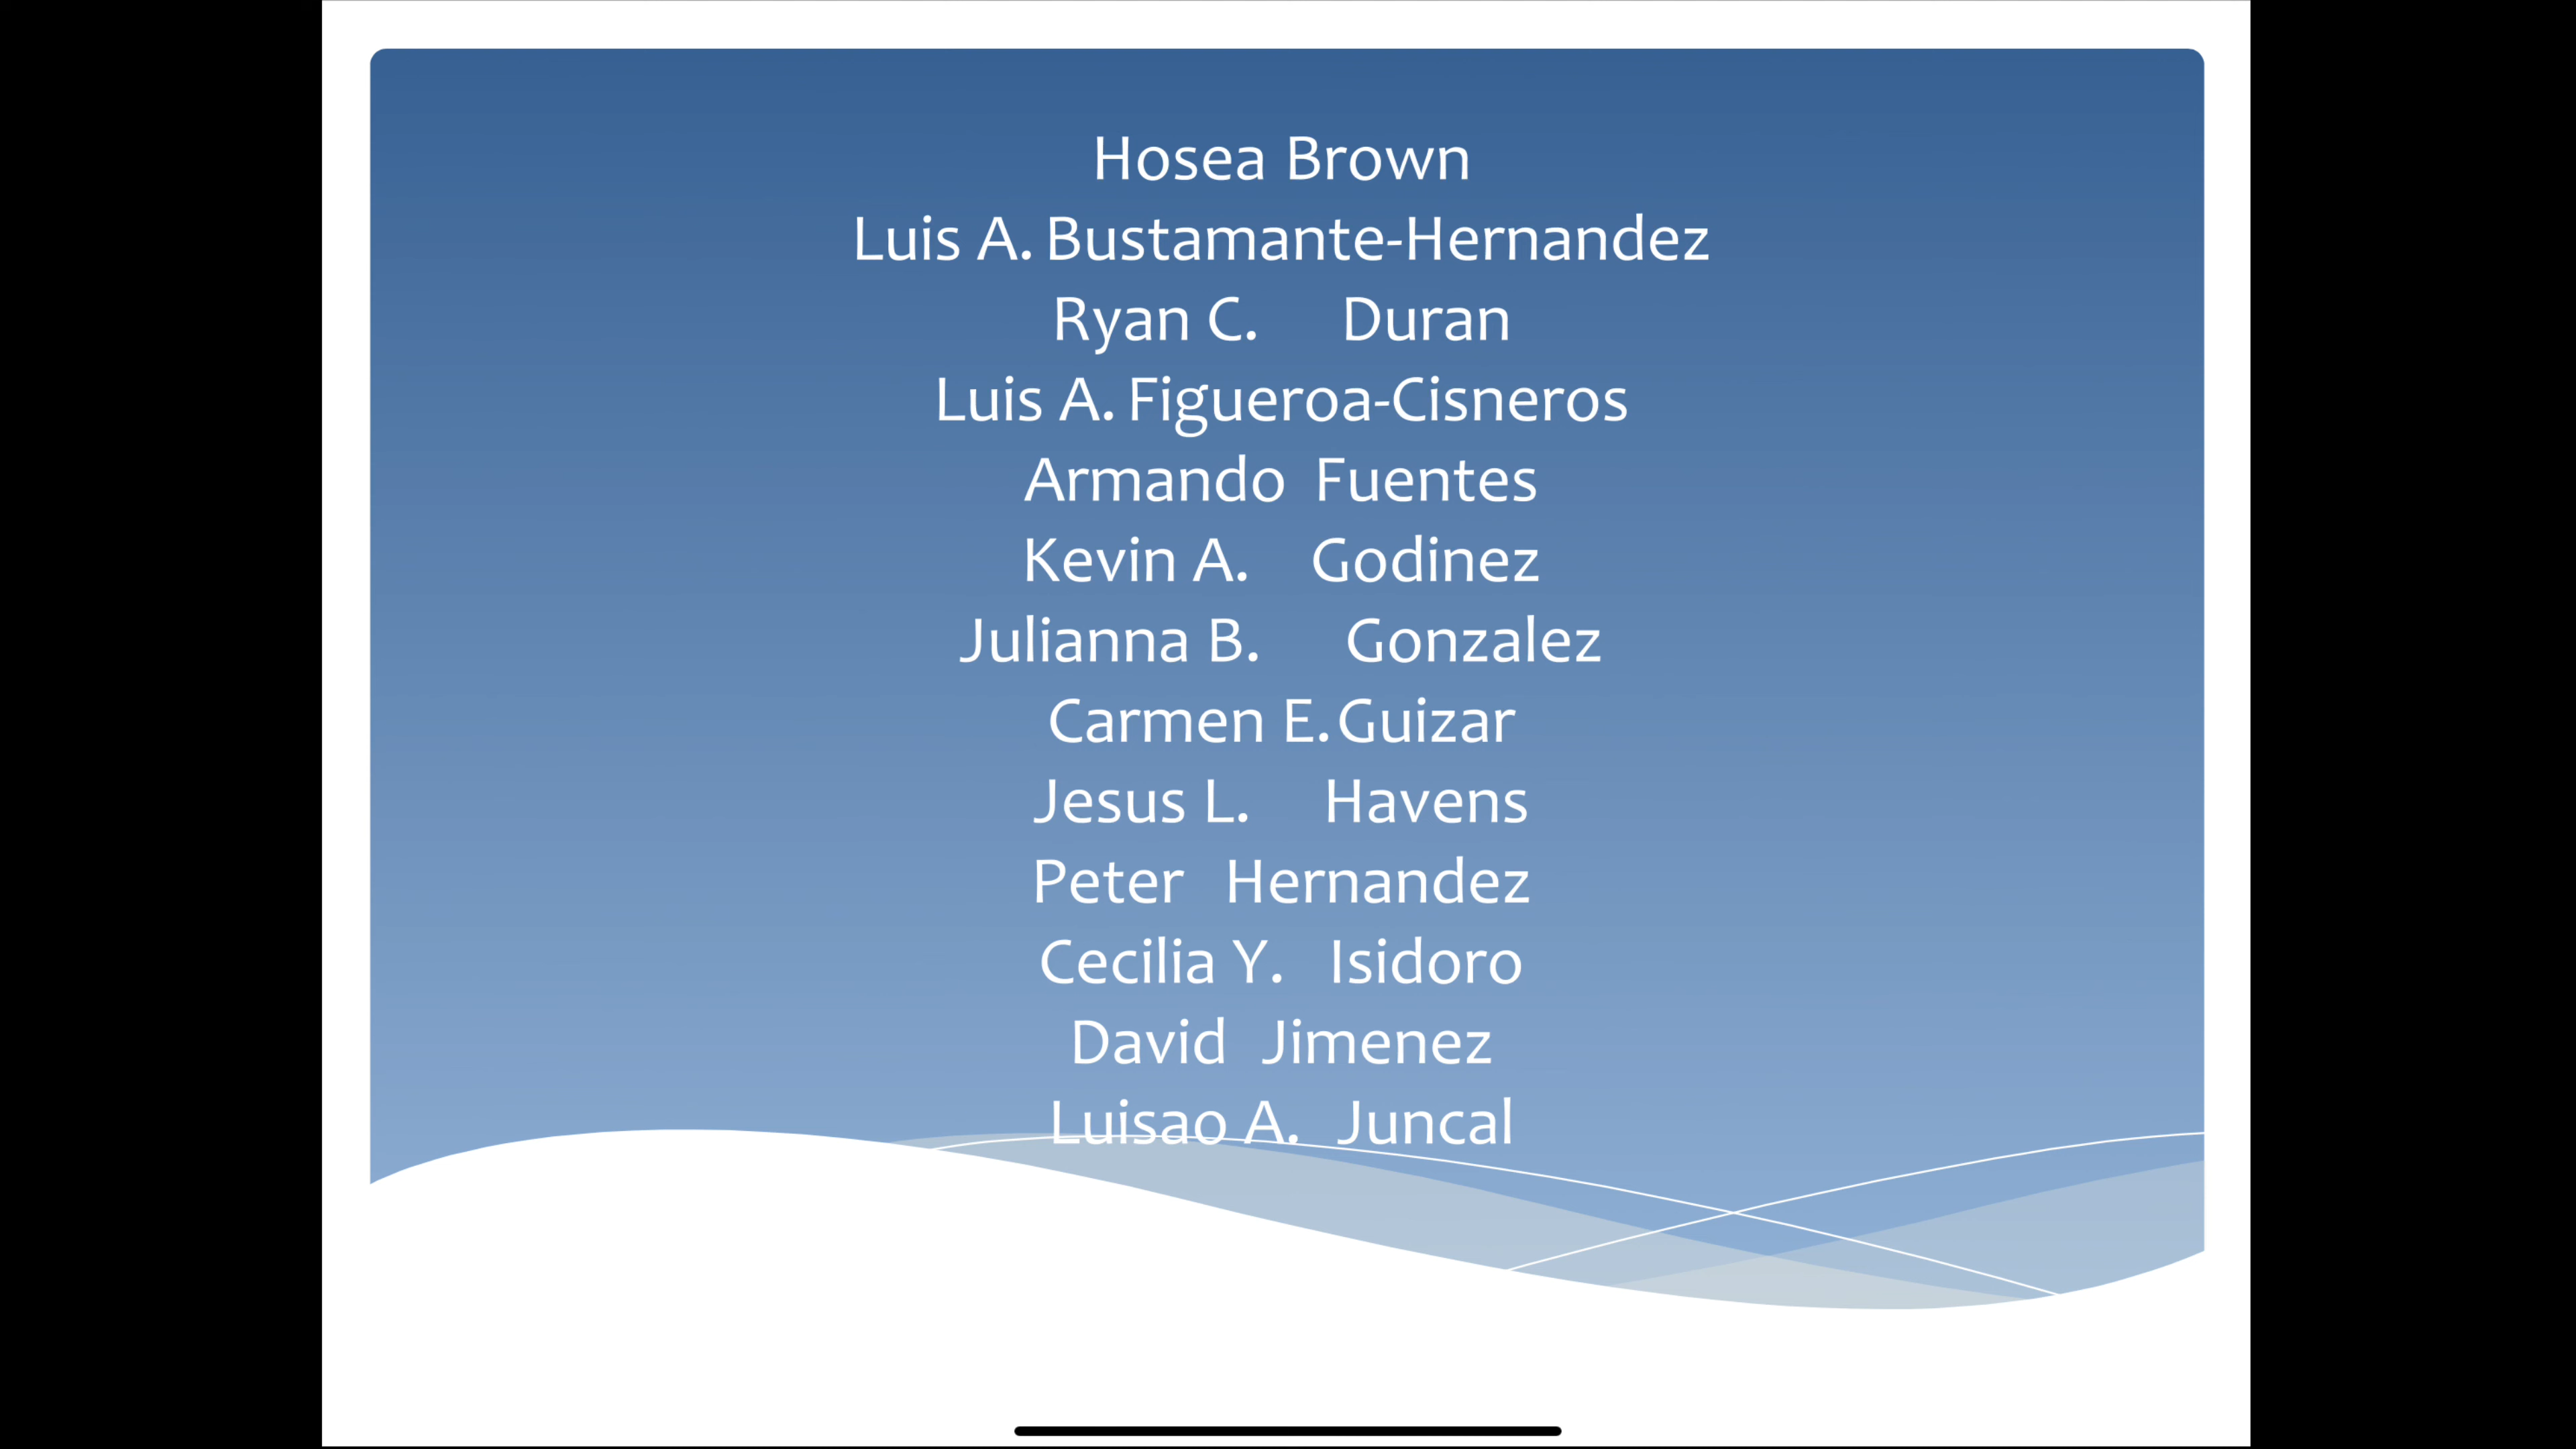 Hosea Brown
Luis A. Bustamante-Hernandez
Ryan C. Duran
Luis A. Figueroa-Cisneros
Armando Fuentes
Kevin A. Godinez
Julianna B. Gonzalez
Carmen E. Guizar
Jesus L. Havens
Peter Hernandez
Cecilia Y. Isidoro
David Jimenez
Luisao A. Juncal